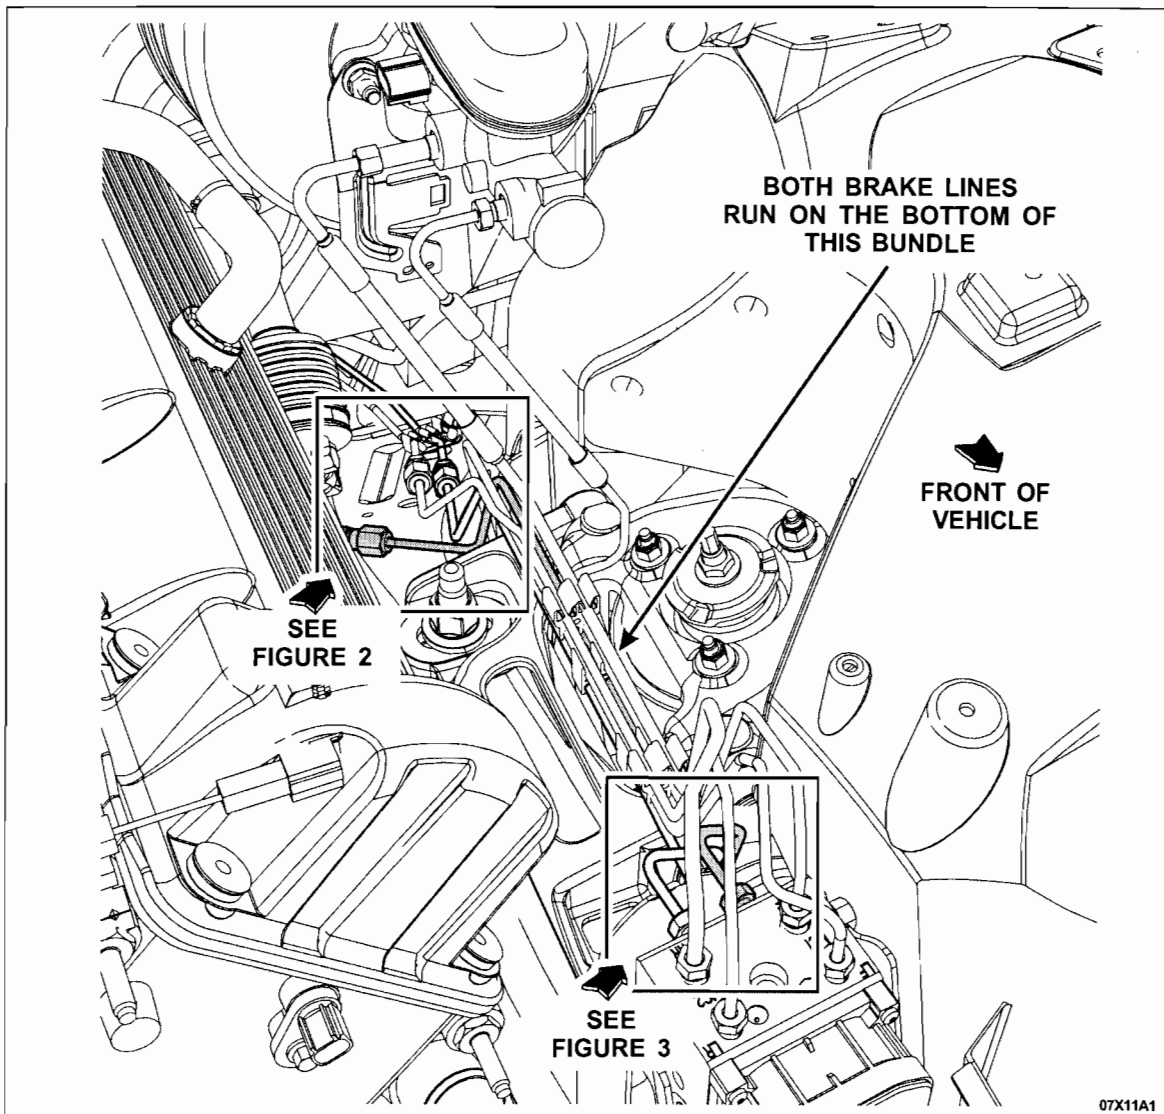 BOTH BRAKE LINES
RUN ON THE BOTTOM OF
THIS BUNDLE
FRONT OF
VEHICLE
SEE
FIGURE 2
SEE
FIGURE 3
07X11A1